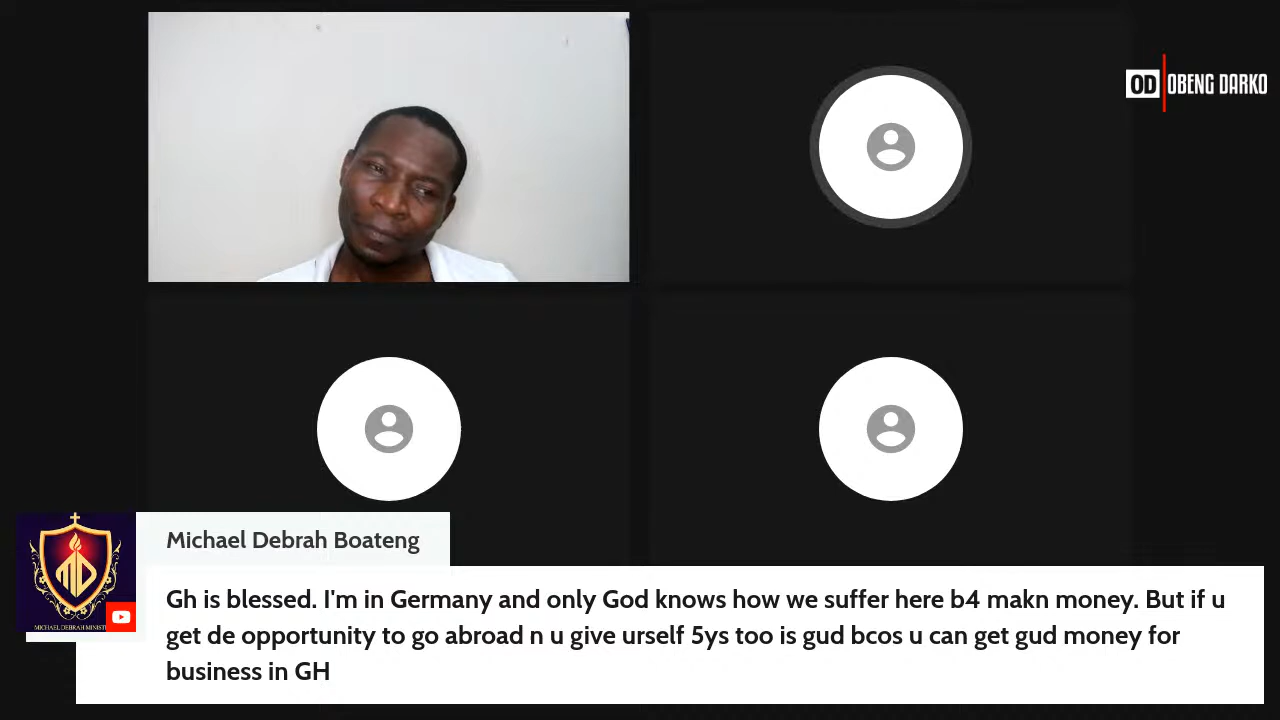 OD OBENG DARKO
Michael Debrah Boateng
Gh is blessed. I'm in Germany and only God knows how we suffer here b4 makn money. But if u
get de opportunity to go abroad n u give urself 5ys too is gud bcos u can get gud money for
business in GH
MD